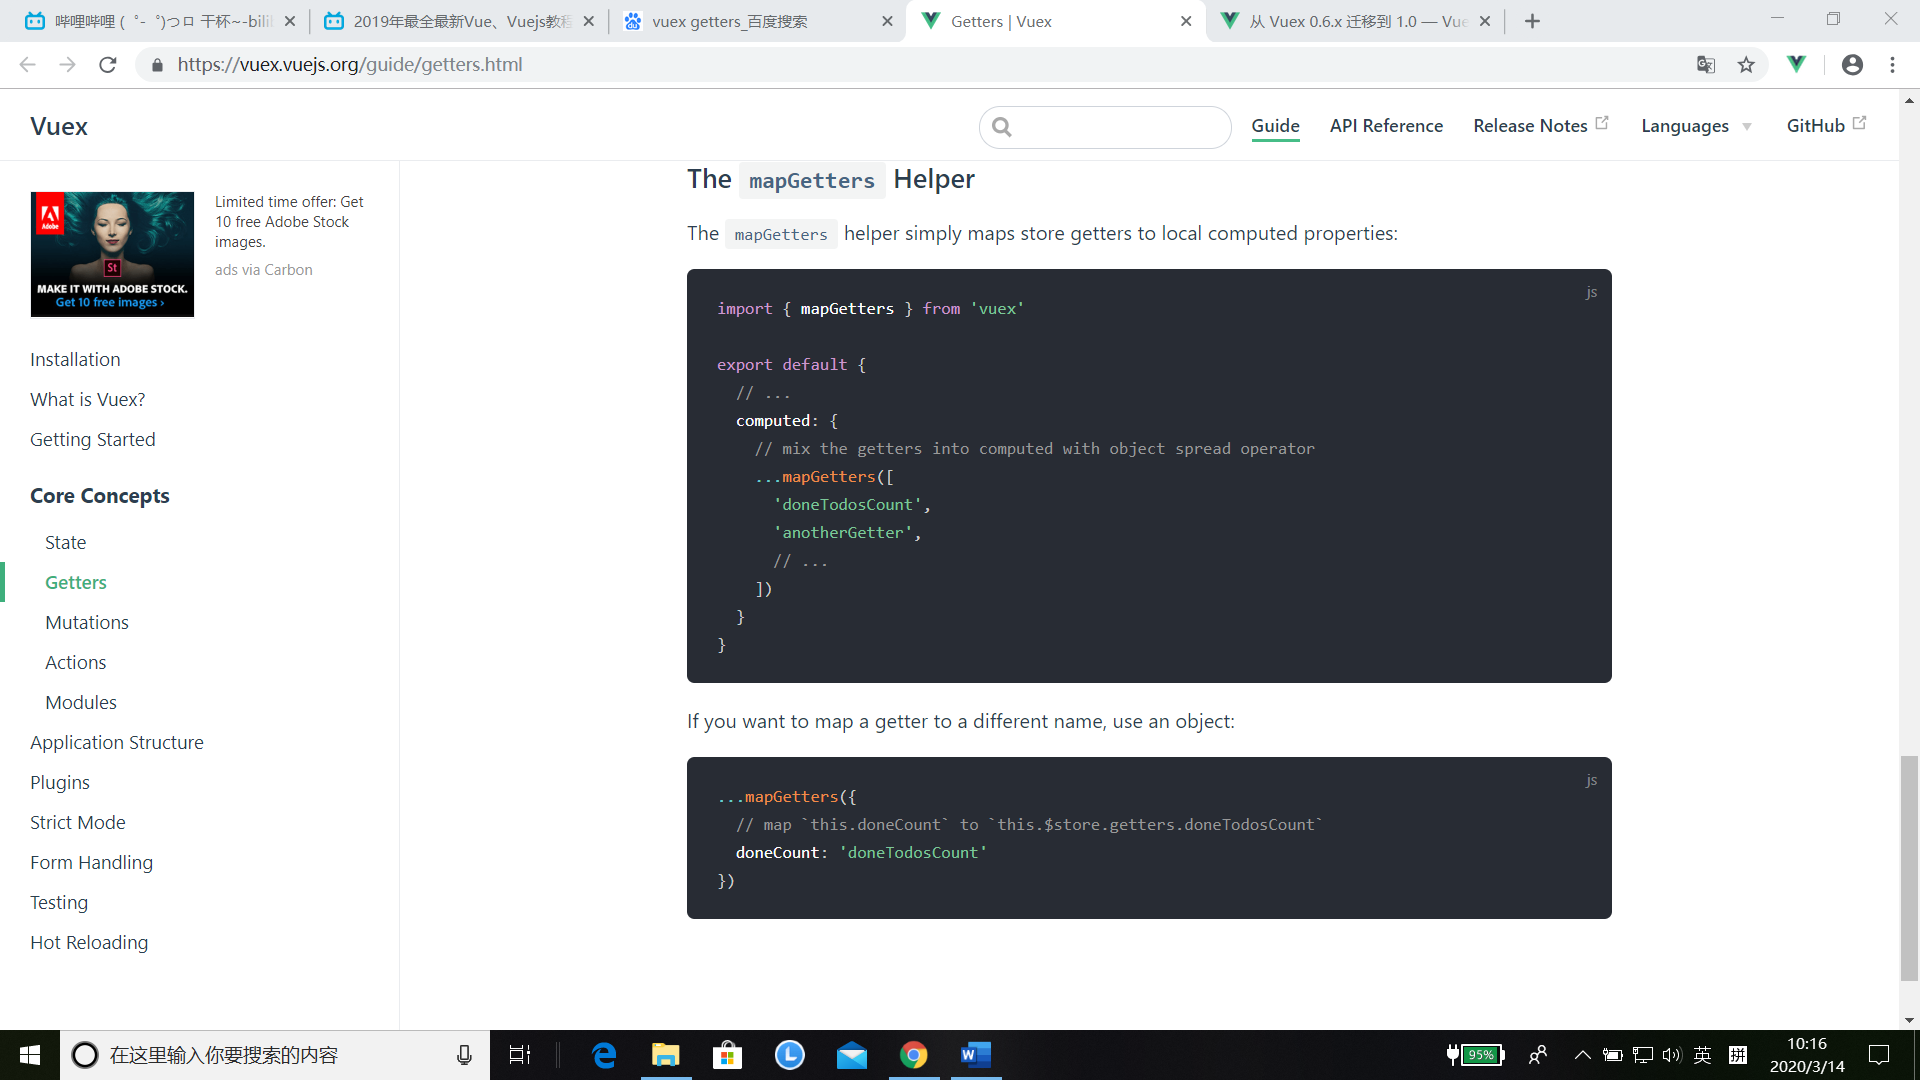 哔哩哔哩 (゜-゜)つロ 干杯~-bili
2019年最全最新Vue、Vuejs教程
vuex getters_百度搜索
Getters | Vuex
从 Vuex 0.6.x 迁移到 1.0 — Vue
https://vuex.vuejs.org/guide/getters.html
Vuex
Guide
API Reference
Release Notes
Languages
GitHub
Adobe
St
MAKE IT WITH ADOBE STOCK.
Get 10 free images ›
Limited time offer: Get
10 free Adobe Stock
images.
ads via Carbon
Installation
What is Vuex?
Getting Started
Core Concepts
State
Getters
Mutations
Actions
Modules
Application Structure
Plugins
Strict Mode
Form Handling
Testing
Hot Reloading
The mapGetters Helper
The mapGetters helper simply maps store getters to local computed properties:
js
import { mapGetters } from 'vuex'
export default {
// ...
computed: {
// mix the getters into computed with object spread operator
...mapGetters([
'doneTodosCount',
'anotherGetter',
// ...
])
}
}
If you want to map a getter to a different name, use an object:
js
...mapGetters({
// map `this.doneCount` to `this.$store.getters.doneTodosCount`
doneCount: 'doneTodosCount'
})
在这里输入你要搜索的内容
95%
英
拼
10:16
2020/3/14